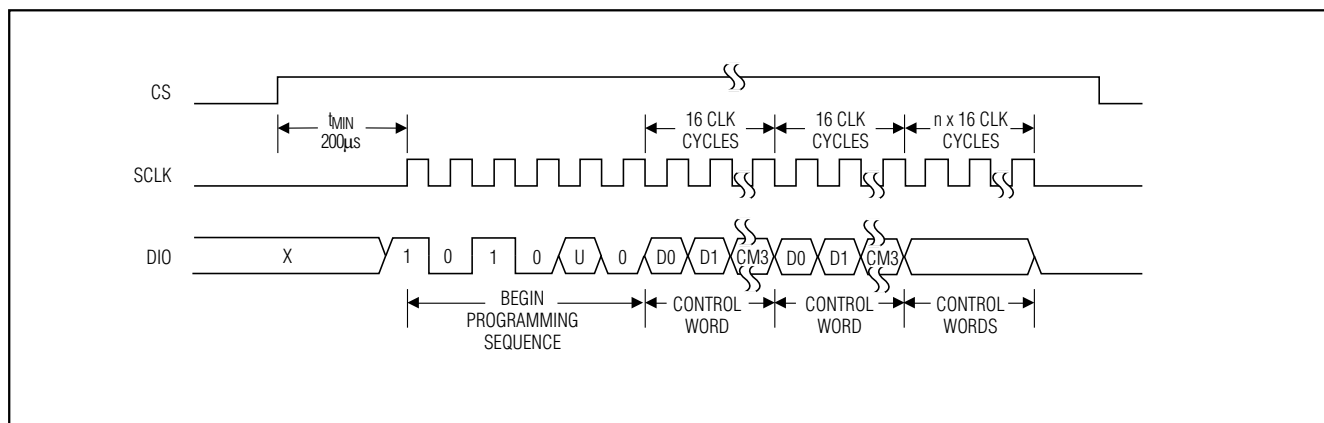 CS
tMIN
200µs
16 CLK
CYCLES
16 CLK
CYCLES
n x 16 CLK
CYCLES
SCLK
DIO
X
1 0 1 0 U 0 D0 D1 CM3 D0 D1 CM3
BEGIN
PROGRAMMING
SEQUENCE
CONTROL
WORD
CONTROL
WORD
CONTROL
WORDS